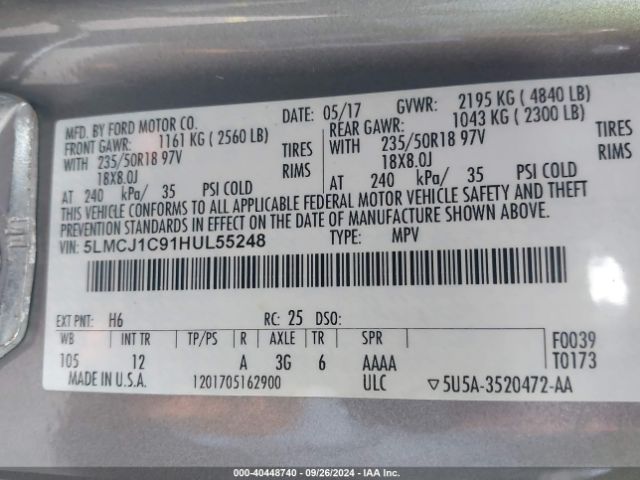 MFD. BY FORD MOTOR CO. DATE: 05/17 GVWR: 2195 KG ( 4840 LB)
FRONT GAWR: 1161 KG ( 2560 LB) REAR GAWR: 1043 KG ( 2300 LB)
WITH 235/50R18 97V TIRES WITH 235/50R18 97V TIRES
18X8.0J RIMS 18X8.0J RIMS
AT 240 kPa/ 35 PSI COLD AT 240 kPa/ 35 PSI COLD
THIS VEHICLE CONFORMS TO ALL APPLICABLE FEDERAL MOTOR VEHICLE SAFETY AND THEFT
PREVENTION STANDARDS IN EFFECT ON THE DATE OF MANUFACTURE SHOWN ABOVE.
VIN: 5LMCJ1C91HUL55248 TYPE: MPV
EXT PNT: H6 RC: 25 DSO:
WB INT TR TP/PS R AXLE TR SPR F0039
105 12 A 3G 6 AAAA T0173
MADE IN U.S.A. 1201705162900 ULC ▽5U5A-3520472-AA
000-40448740 - 09/26/2024 - IAA Inc.